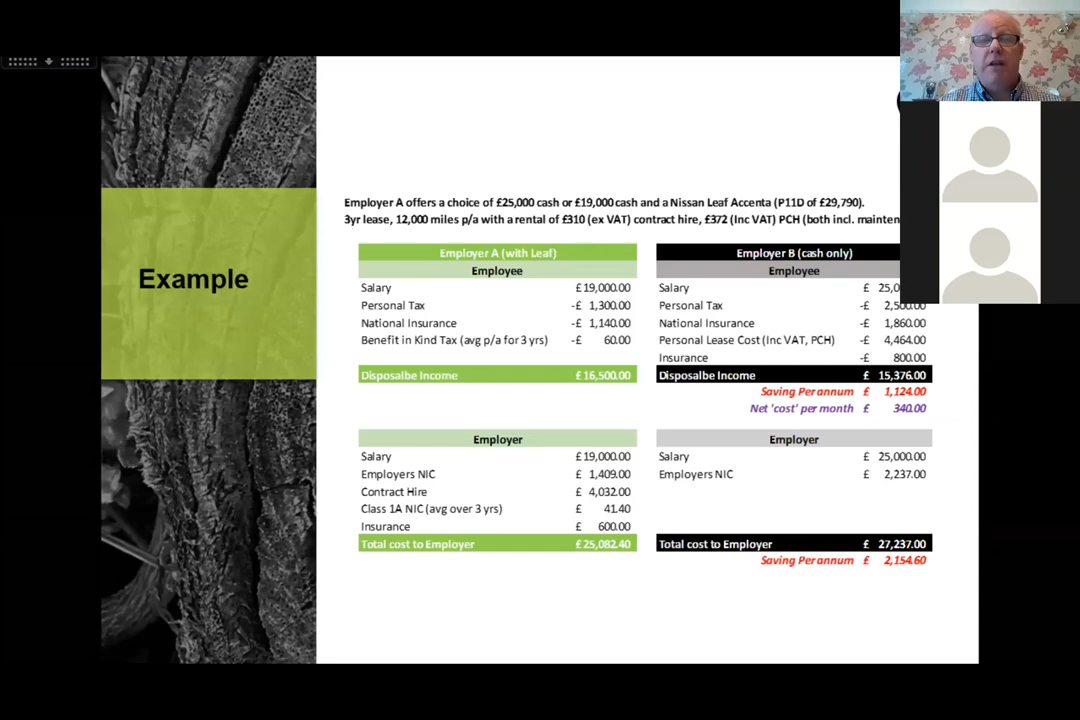 Example
Employer A offers a choice of £25,000 cash or £19,000 cash and a Nissan Leaf Accenta (P11D of £29,790).
3yr lease, 12,000 miles p/a with a rental of £310 (ex VAT) contract hire, £372 (Inc VAT) PCH (both incl.
Employer A (with Leaf)
Employee
Salary £19,000.00
Personal Tax -£ 1,300.00
National Insurance -£ 1,140.00
Benefit in Kind Tax (avg p/a for 3 yrs) -£ 60.00
Disposalbe Income £16,500.00
Employer B (cash only)
Employee
Salary £
Personal Tax -£
National Insurance -£ 1,860.00
Personal Lease Cost (Inc VAT, PCH) -£ 4,464.00
Insurance -£ 800.00
Disposalbe Income £ 15,376.00
Saving Per annum £ 1,124.00
Net 'cost' per month £ 340.00
Employer
Salary £19,000.00
Employers NIC £ 1,409.00
Contract Hire £ 4,032.00
Class 1A NIC (avg over 3 yrs) £ 41.40
Insurance £ 600.00
Total cost to Employer £25,082.40
Employer
Salary £ 25,000.00
Employers NIC £ 2,237.00
Total cost to Employer £ 27,237.00
Saving Per annum £ 2,154.60